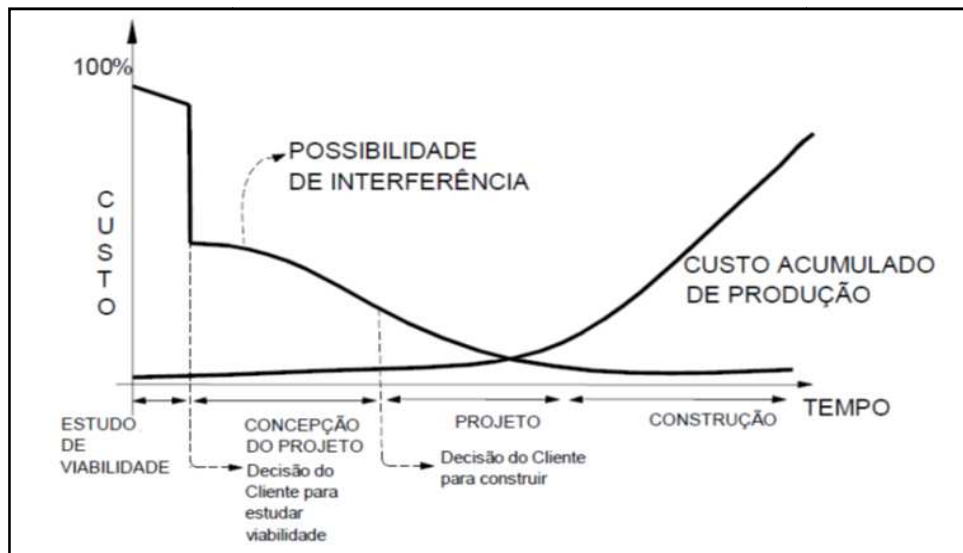 100%
CUSTO
POSSIBILIDADE
DE INTERFERÊNCIA
CUSTO ACUMULADO
DE PRODUÇÃO
TEMPO
ESTUDO
DE
VIABILIDADE
CONCEPÇÃO
DO PROJETO
PROJETO
CONSTRUÇÃO
Decisão do
Cliente para
estudar
viabilidade
Decisão do Cliente
para construir